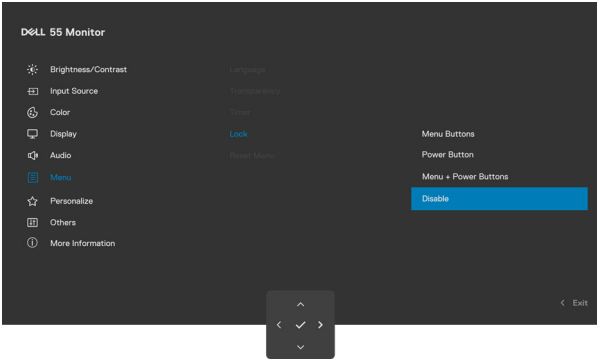 DELL 55 Monitor
Brightness/Contrast
Input Source
Color
Display
Audio
Menu
Personalize
Others
More Information
Language
Transparency
Timer
Lock
Reset Menu
Menu Buttons
Power Button
Menu + Power Buttons
Disable
Exit